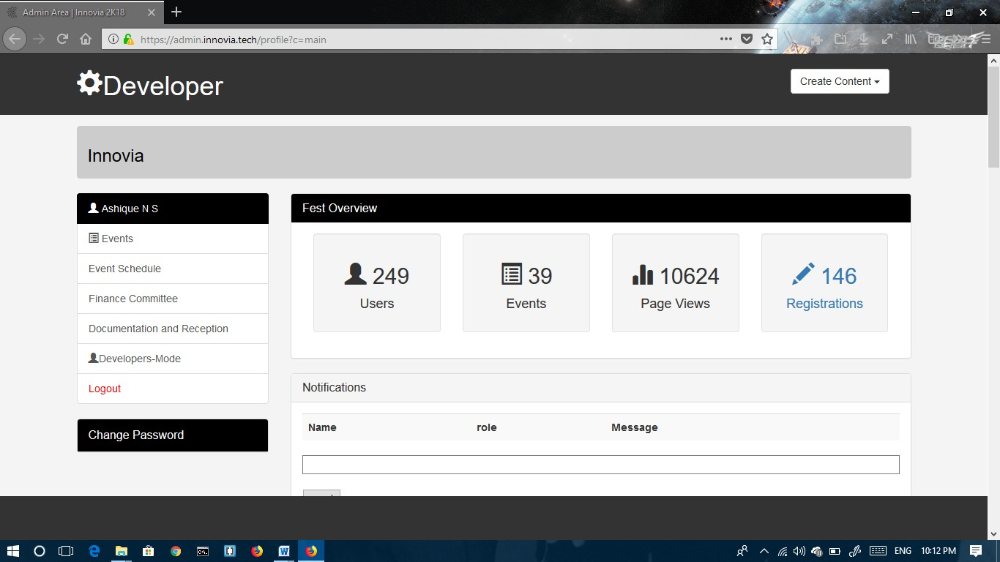 Admin Area | Innovia 2K18
https://admin.innovia.tech/profile?c=main
Developer
Create Content
Innovia
Ashique N S
Events
Event Schedule
Finance Committee
Documentation and Reception
Developers-Mode
Logout
Change Password
Fest Overview
249
Users
39
Events
10624
Page Views
146
Registrations
Notifications
Name role Message
ENG 10:12 PM